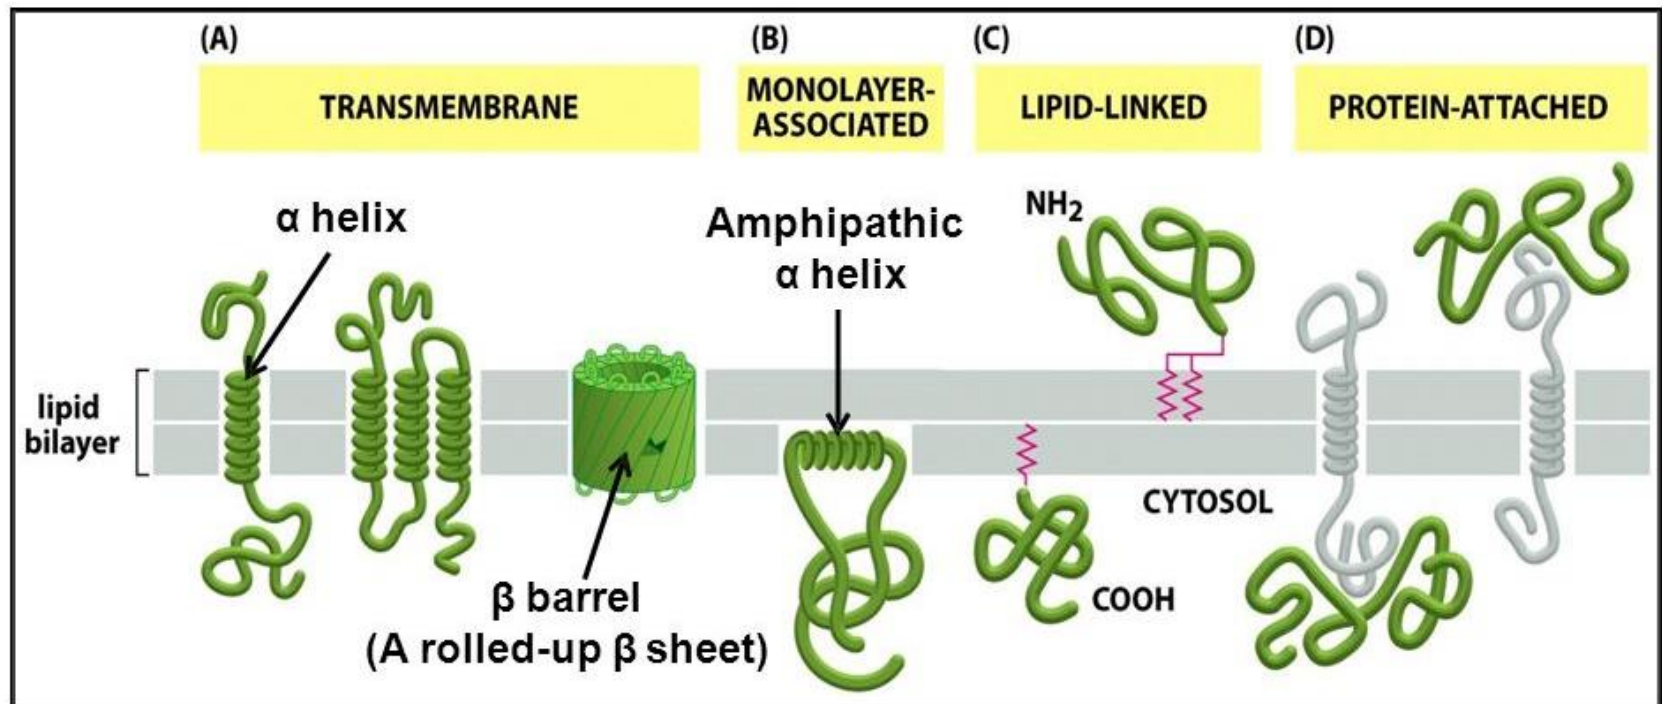 (A)
TRANSMEMBRANE
(B)
MONOLAYER-
ASSOCIATED
(C)
LIPID-LINKED
(D)
PROTEIN-ATTACHED
α helix
Amphipathic
α helix
NH₂
lipid
bilayer
CYTOSOL
COOH
β barrel
(A rolled-up β sheet)